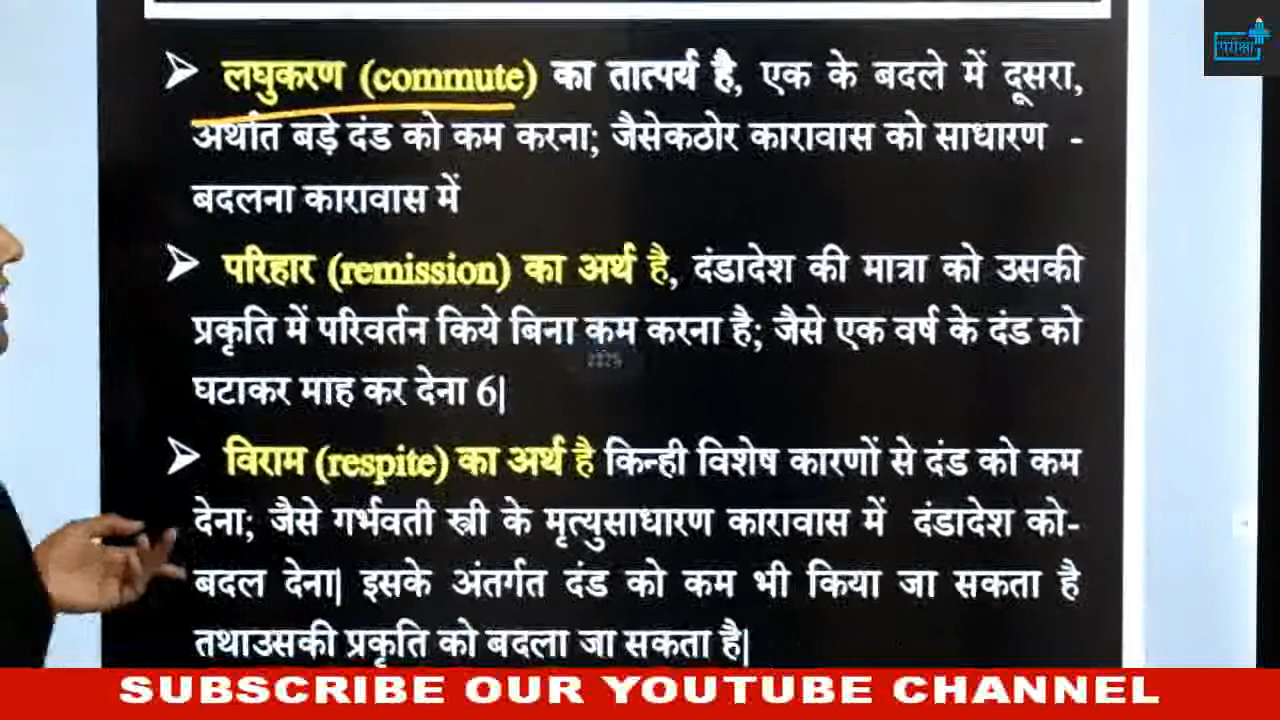 परीक्षा
➤ लघुकरण (commute) का तात्पर्य है, एक के बदले में दूसरा,
अर्थात बड़े दंड को कम करना; जैसेकठोर कारावास को साधारण -
बदलना कारावास में
➤ परिहार (remission) का अर्थ है, दंडादेश की मात्रा को उसकी
प्रकृति में परिवर्तन किये बिना कम करना है; जैसे एक वर्ष के दंड को
घटाकर माह कर देना 6|
➤ विराम (respite) का अर्थ है किन्ही विशेष कारणों से दंड को कम
देना; जैसे गर्भवती स्त्री के मृत्युसाधारण कारावास में दंडादेश को-
बदल देना| इसके अंतर्गत दंड को कम भी किया जा सकता है
तथाउसकी प्रकृति को बदला जा सकता है|
SUBSCRIBE OUR YOUTUBE CHANNEL